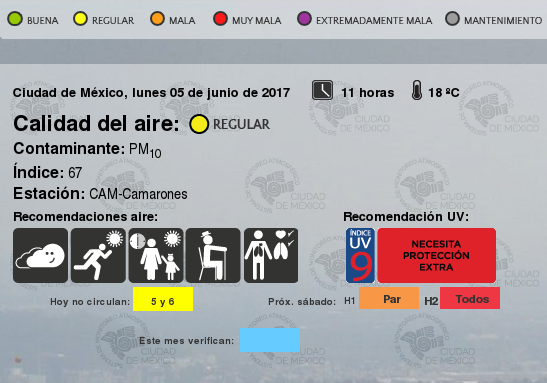 BUENA REGULAR MALA MUY MALA EXTREMADAMENTE MALA MANTENIMIENTO
Ciudad de México, lunes 05 de junio de 2017 11 horas 18 ºC
Calidad del aire: REGULAR
Contaminante: PM10
Índice: 67
Estación: CAM-Camarones
Recomendaciones aire: Recomendación UV:
ÍNDICE
UV
9
NECESITA
PROTECCIÓN
EXTRA
Hoy no circulan: 5 y 6 Próx. sábado: H1 Par H2 Todos
Este mes verifican:
CIUDAD
DE MÉXICO